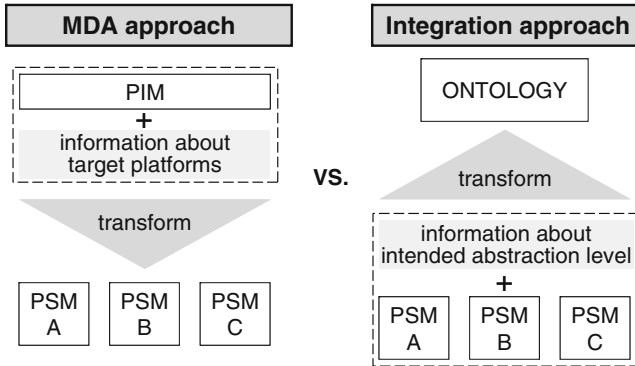 MDA approach
PIM
+
information about
target platforms
transform
PSM
A
PSM
B
PSM
C
VS.
Integration approach
ONTOLOGY
transform
information about
intended abstraction level
+
PSM
A
PSM
B
PSM
C